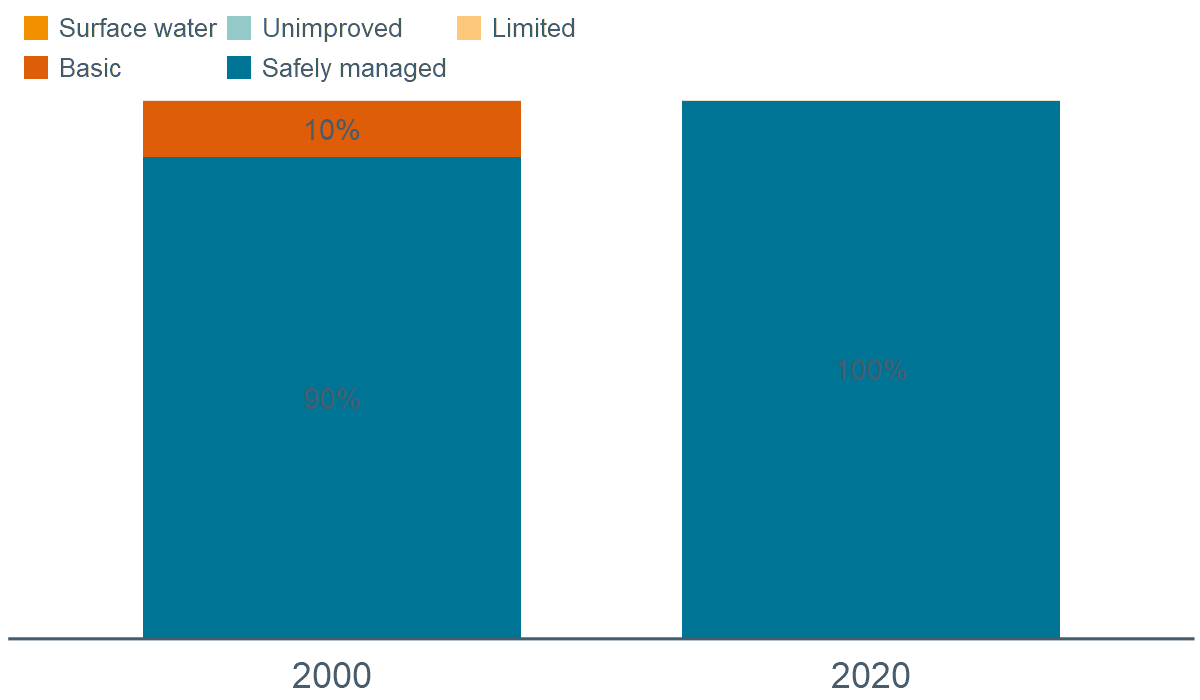 Surface water Unimproved Limited
Basic Safely managed
10%
90%
100%
2000 2020